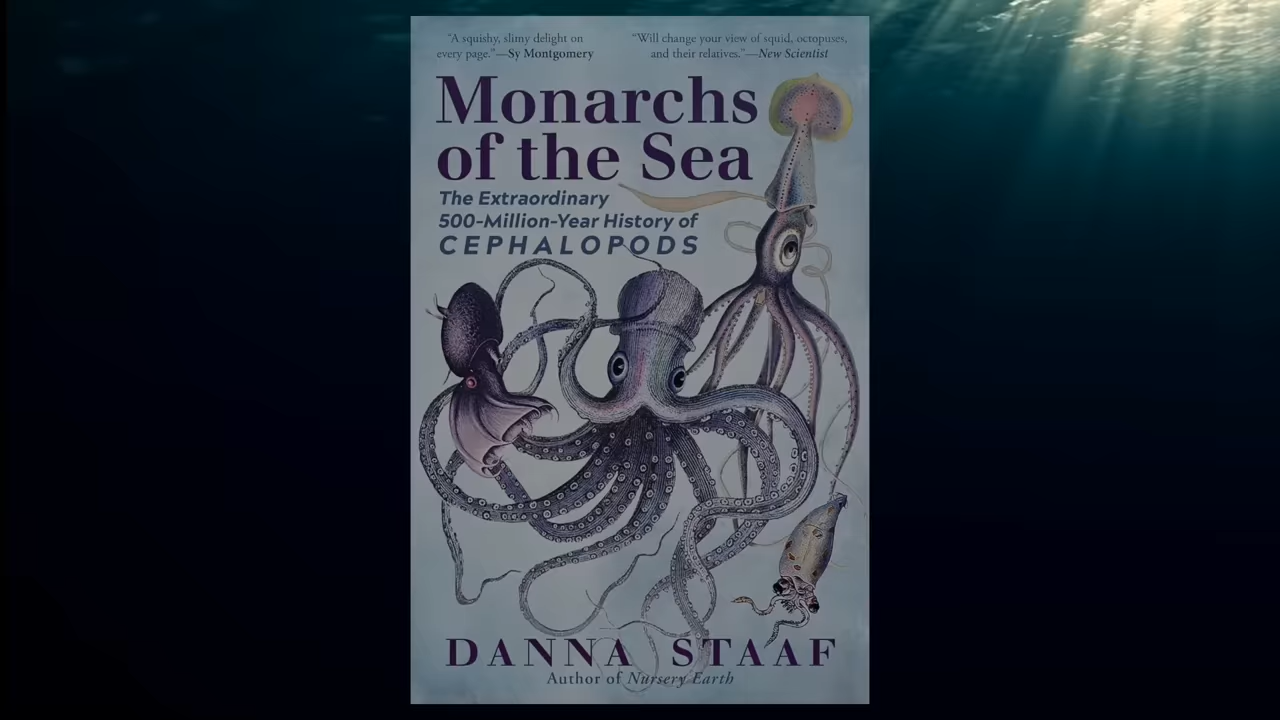 “A squishy, slimy delight on
every page.”—Sy Montgomery
“Will change your view of squid, octopuses,
and their relatives.”—New Scientist
Monarchs
of the Sea
The Extraordinary
500-Million-Year History of
CEPHALOPODS
DANNA STAAF
Author of Nursery Earth